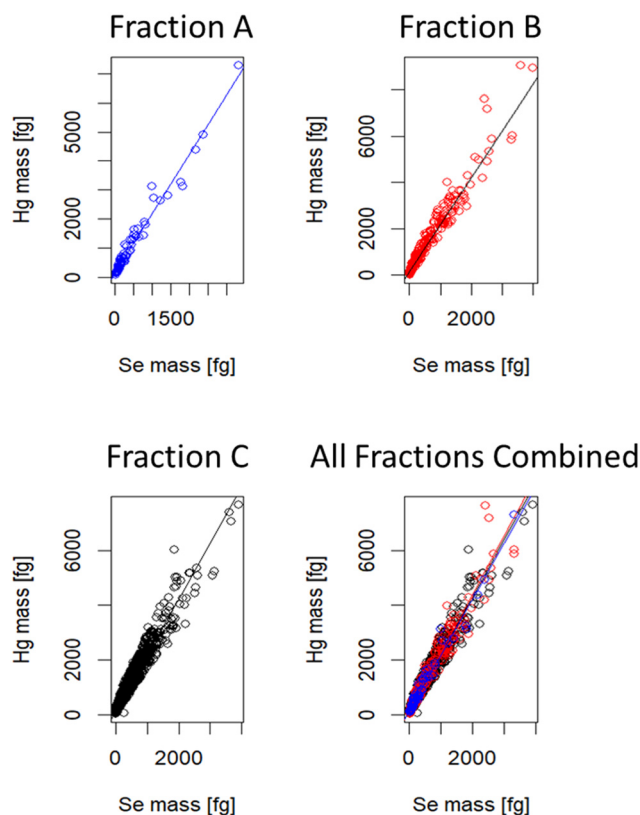 Fraction A
Hg mass [fg]
0 2000 5000
0 1500
Se mass [fg]
Fraction B
Hg mass [fg]
0 4000 8000
0 2000
Se mass [fg]
Fraction C
Hg mass [fg]
0 2000 6000
0 2000
Se mass [fg]
All Fractions Combined
Hg mass [fg]
0 2000 6000
0 2000
Se mass [fg]